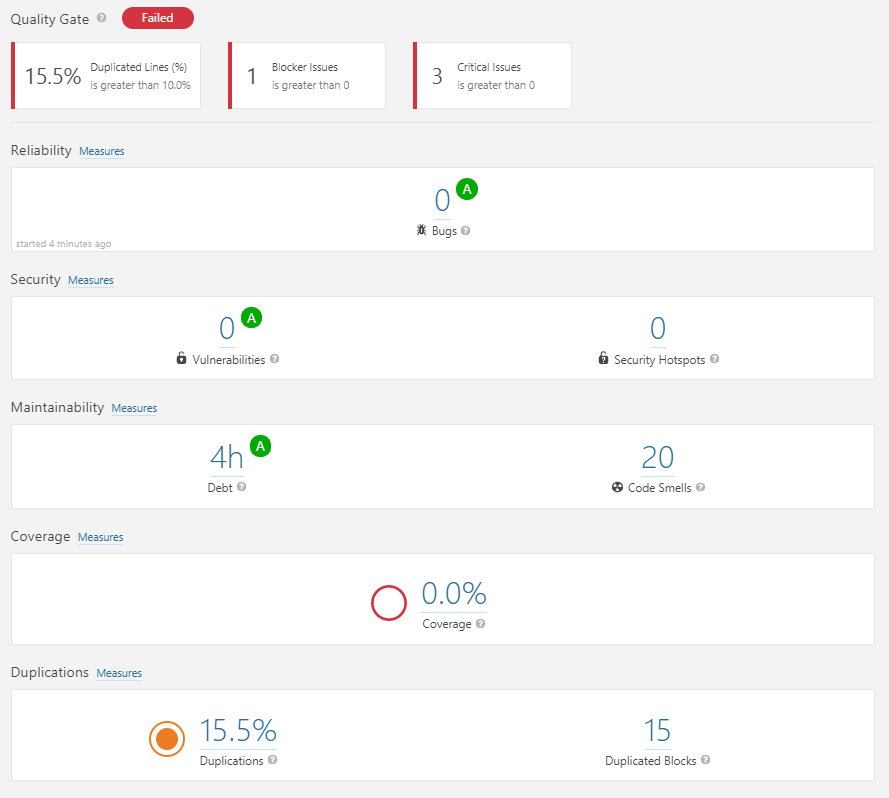 Quality Gate ? Failed
15.5% Duplicated Lines (%)
is greater than 10.0%
1 Blocker Issues
is greater than 0
3 Critical Issues
is greater than 0
Reliability Measures
0 A
Bugs ?
started 4 minutes ago
Security Measures
0 A
Vulnerabilities ?
0
Security Hotspots ?
Maintainability Measures
4h A
Debt ?
20
Code Smells ?
Coverage Measures
0.0%
Coverage ?
Duplications Measures
15.5%
Duplications ?
15
Duplicated Blocks ?